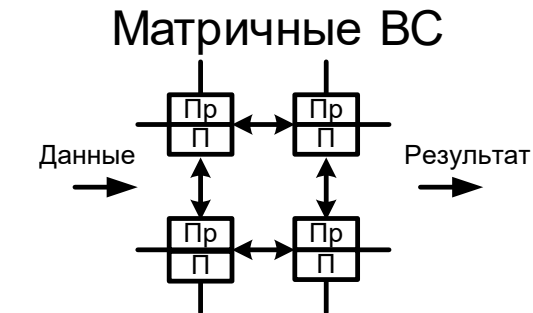 Матричные ВС
Пр Пр
П П
Данные Результат
Пр Пр
П П